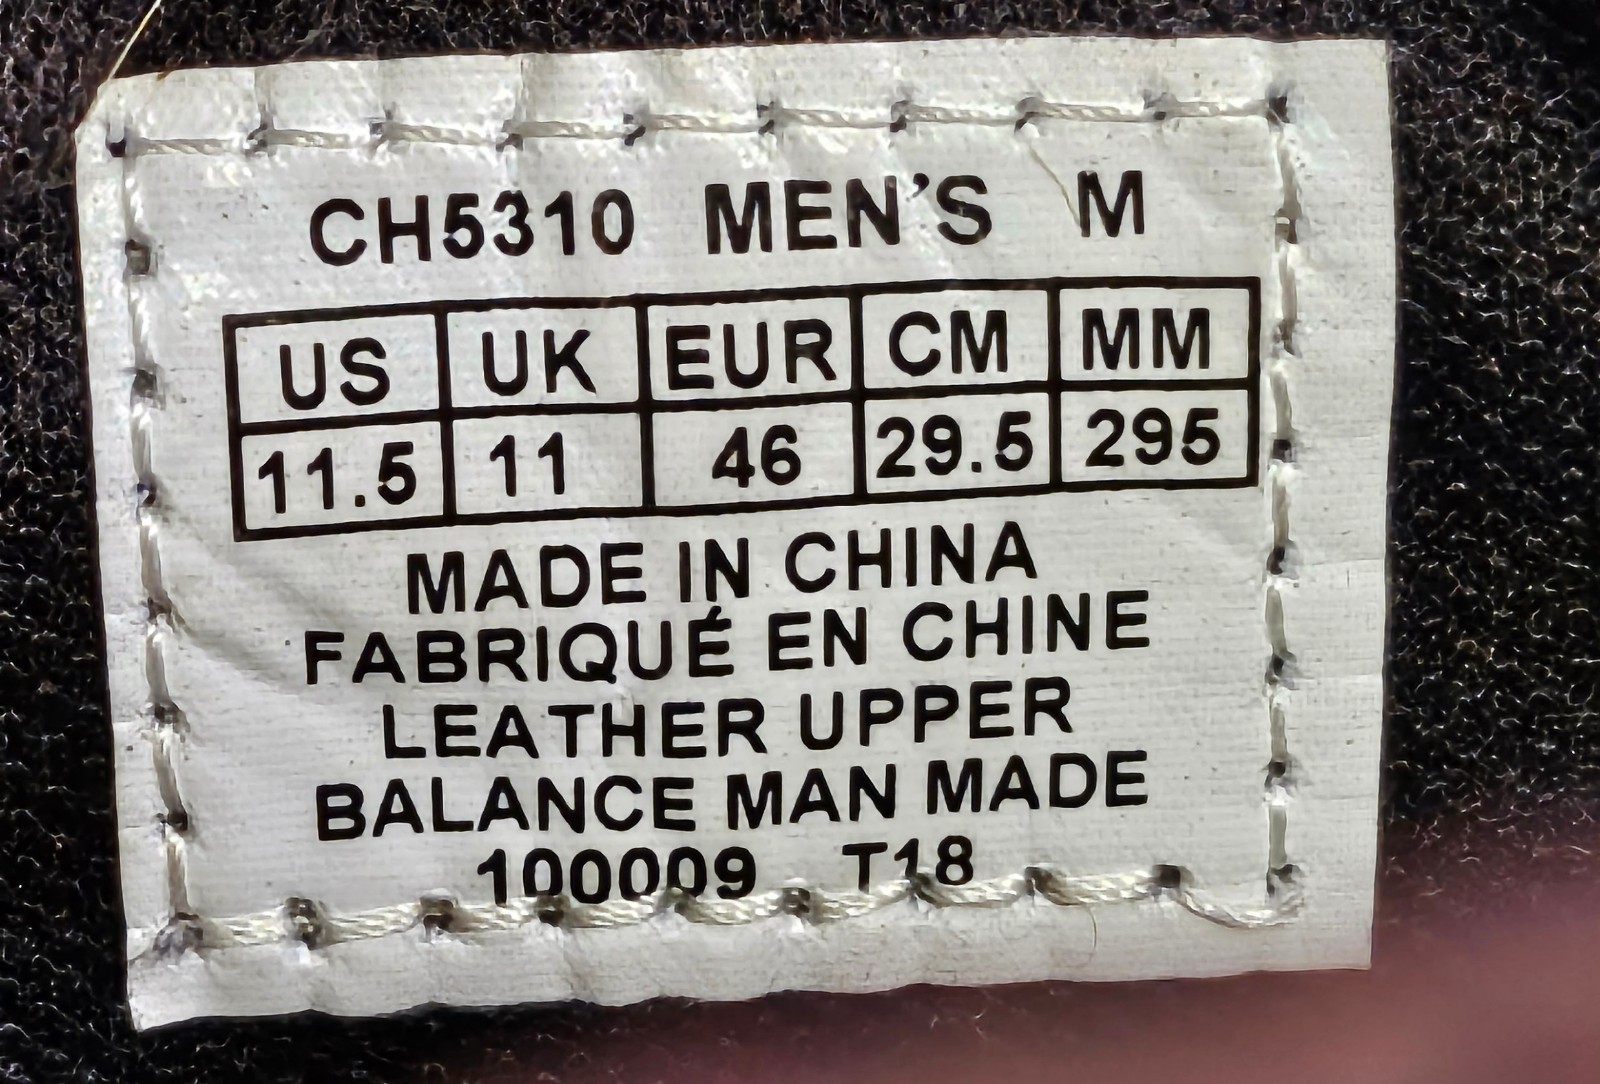 CH5310 MEN'S M
US UK EUR CM MM
11.5 11 46 29.5 295
MADE IN CHINA
FABRIQUÉ EN CHINE
LEATHER UPPER
BALANCE MAN MADE
100009 T18